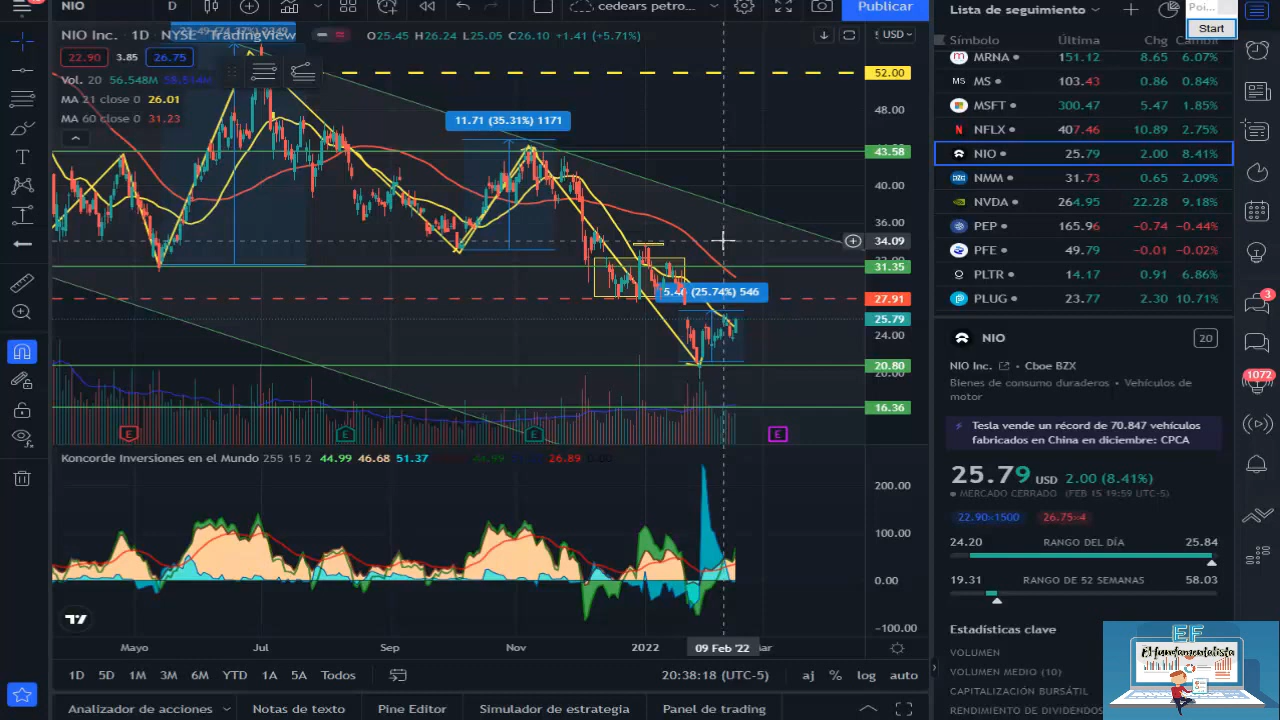 NIO
D
cedears petro...
Publicar
NIO Inc. · 1D · NYSE · TradingView
O25.45 H26.24 L25.05 C26.10 +1.41 (+5.71%)
USD
22.90 3.85 26.75
Vol. 20 56.548M
MA 21 close 0 26.01
MA 60 close 0 31.23
11.71 (35.31%) 1171
5.46 (25.74%) 546
52.00
48.00
43.58
40.00
36.00
34.09
31.35
27.91
25.79
24.00
20.80
16.36
E
E
E
E
Koncorde Inversiones en el Mundo 255 15 2 44.99 46.68 51.37 26.89 0.00
200.00
100.00
0.00
−100.00
Mayo
Jul
Sep
Nov
2022
09 Feb '22
1D 5D 1M 3M 6M YTD 1A 5A Todos
20:38:18 (UTC-5)
aj % log auto
Analizador de acciones
Notas de texto
Pine Editor
Simulador de estrategia
Panel de trading
Lista de seguimiento
Poi...
Start
Símbolo Última Chg
MRNA 151.12 8.65 6.07%
MS 103.43 0.86 0.84%
MSFT 300.47 5.47 1.85%
NFLX 407.46 10.89 2.75%
NIO 25.79 2.00 8.41%
NMM 31.73 0.65 2.09%
NVDA 264.95 22.28 9.18%
PEP 165.96 −0.74 −0.44%
PFE 49.79 −0.01 −0.02%
PLTR 14.17 0.91 6.86%
PLUG 23.77 2.30 10.71%
NIO
20
NIO Inc. • Cboe BZX
Bienes de consumo duraderos • Vehículos de
motor
Tesla vende un récord de 70.847 vehículos
fabricados en China en diciembre: CPCA
25.79 USD 2.00 (8.41%)
MERCADO CERRADO (FEB 15 19:59 UTC-5)
22.90×1500
26.75×4
24.20 RANGO DEL DÍA 25.84
19.31 RANGO DE 52 SEMANAS 58.03
Estadísticas clave
VOLUMEN
VOLUMEN MEDIO (10)
CAPITALIZACIÓN BURSÁTIL
RENDIMIENTO DE DIVIDENDOS
3
1072
EF
ElFundamentalista